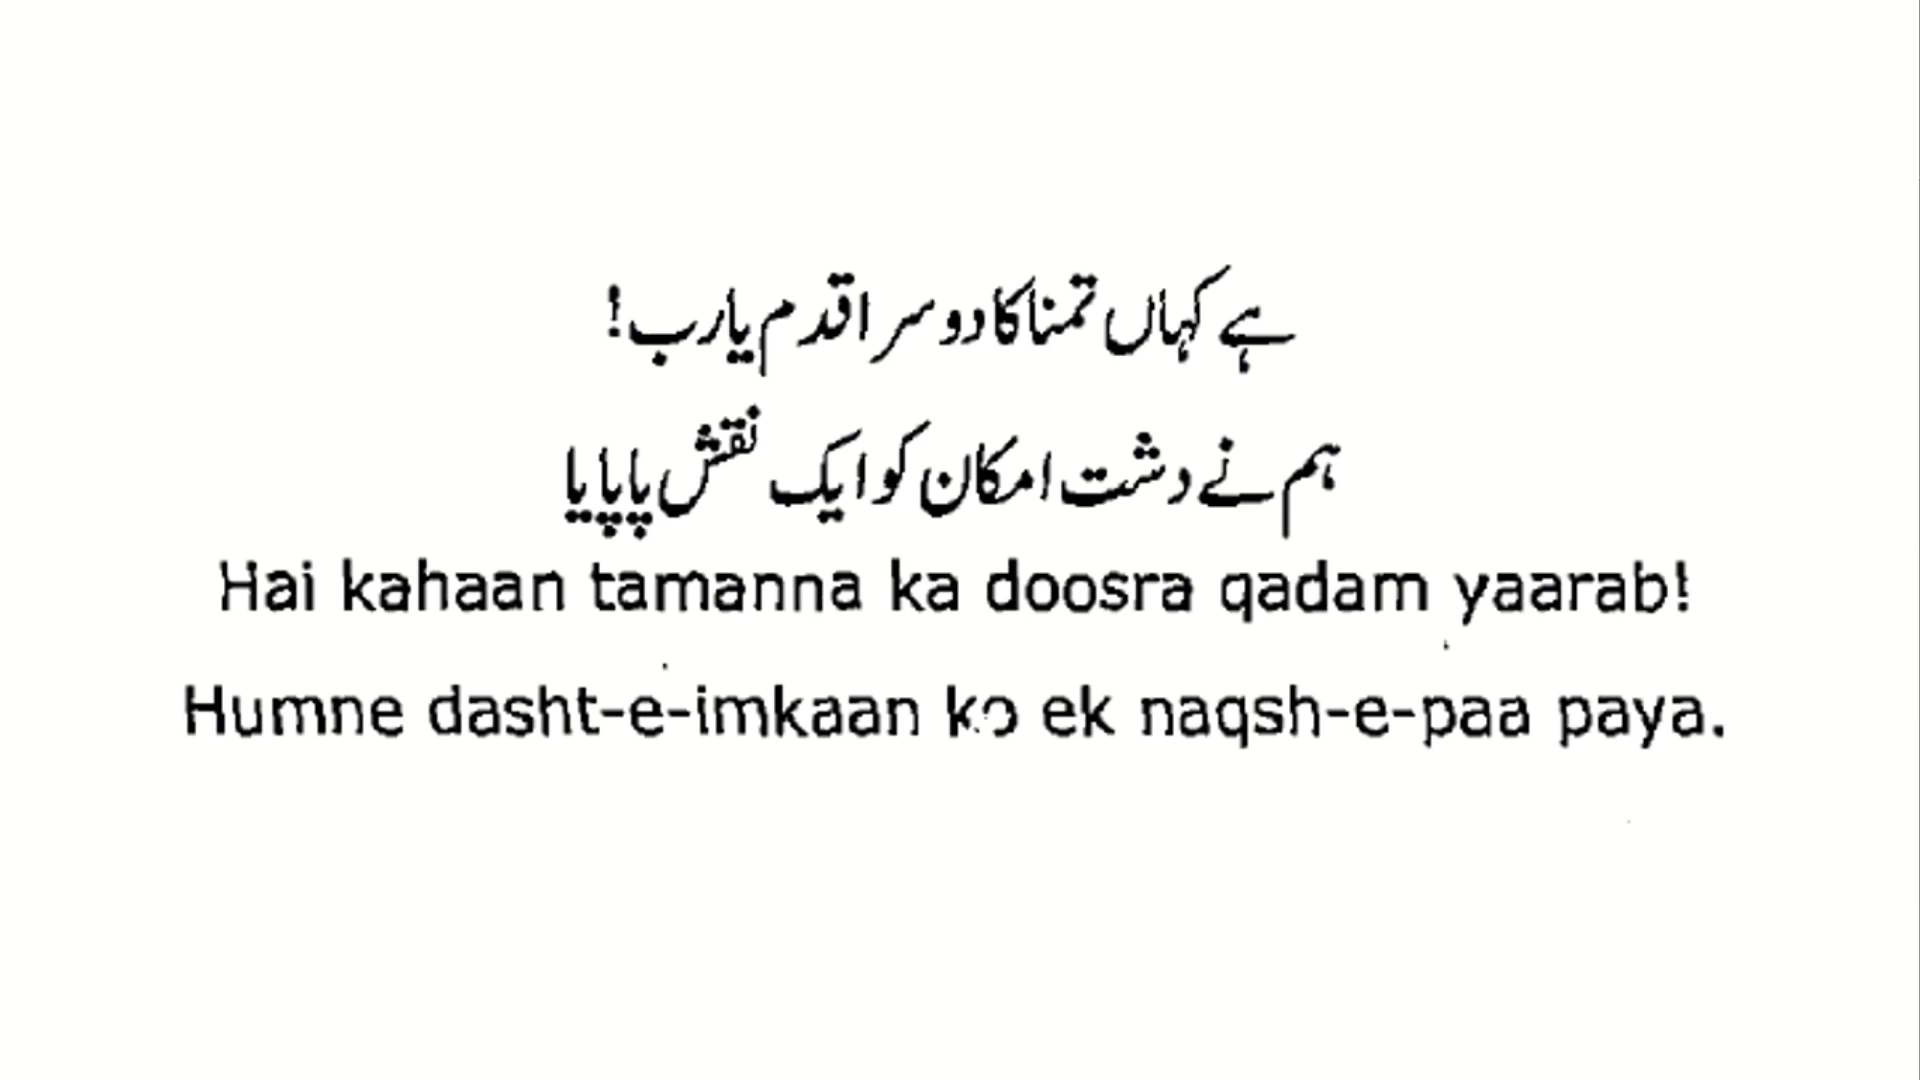 ہے کہاں تمنا کا دوسرا قدم یارب!
ہم نے دشت امکان کو ایک نقش پا پایا
Hai kahaan tamanna ka doosra qadam yaarab!
Humne dasht-e-imkaan ko ek naqsh-e-paa paya.